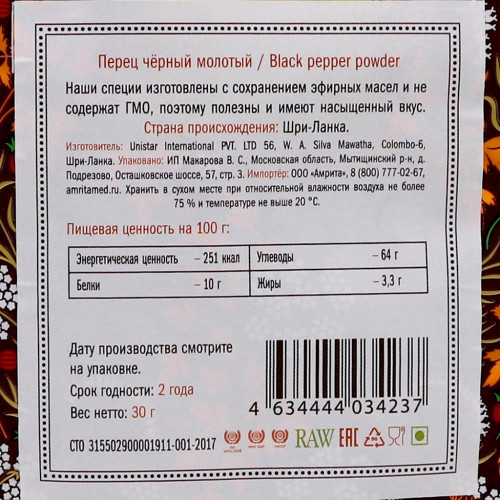 Перец чёрный молотый / Black pepper powder
Наши специи изготовлены с сохранением эфирных масел и не
содержат ГМО, поэтому полезны и имеют насыщенный вкус.
Страна происхождения: Шри-Ланка.
Изготовитель: Unistar International PVT. LTD 56, W. A. Silva Mawatha, Colombo-6,
Шри-Ланка. Упаковано: ИП Макарова В. С., Московская область, Мытищинский р-н, д.
Подрезово, Осташковское шоссе, 57, стр. 3. Импортёр: ООО «Амрита», 8 (800) 777-02-67,
amritamed.ru. Хранить в сухом месте при относительной влажности воздуха не более
75 % и температуре не выше 20 °C.
Пищевая ценность на 100 г:
Энергетическая ценность – 251 ккал Углеводы – 64 г
Белки – 10 г Жиры – 3,3 г
Дату производства смотрите
на упаковке.
Срок годности: 2 года
Вес нетто: 30 г
4 634444 034237
СТО 315502900001911-001-2017 RAW EAC